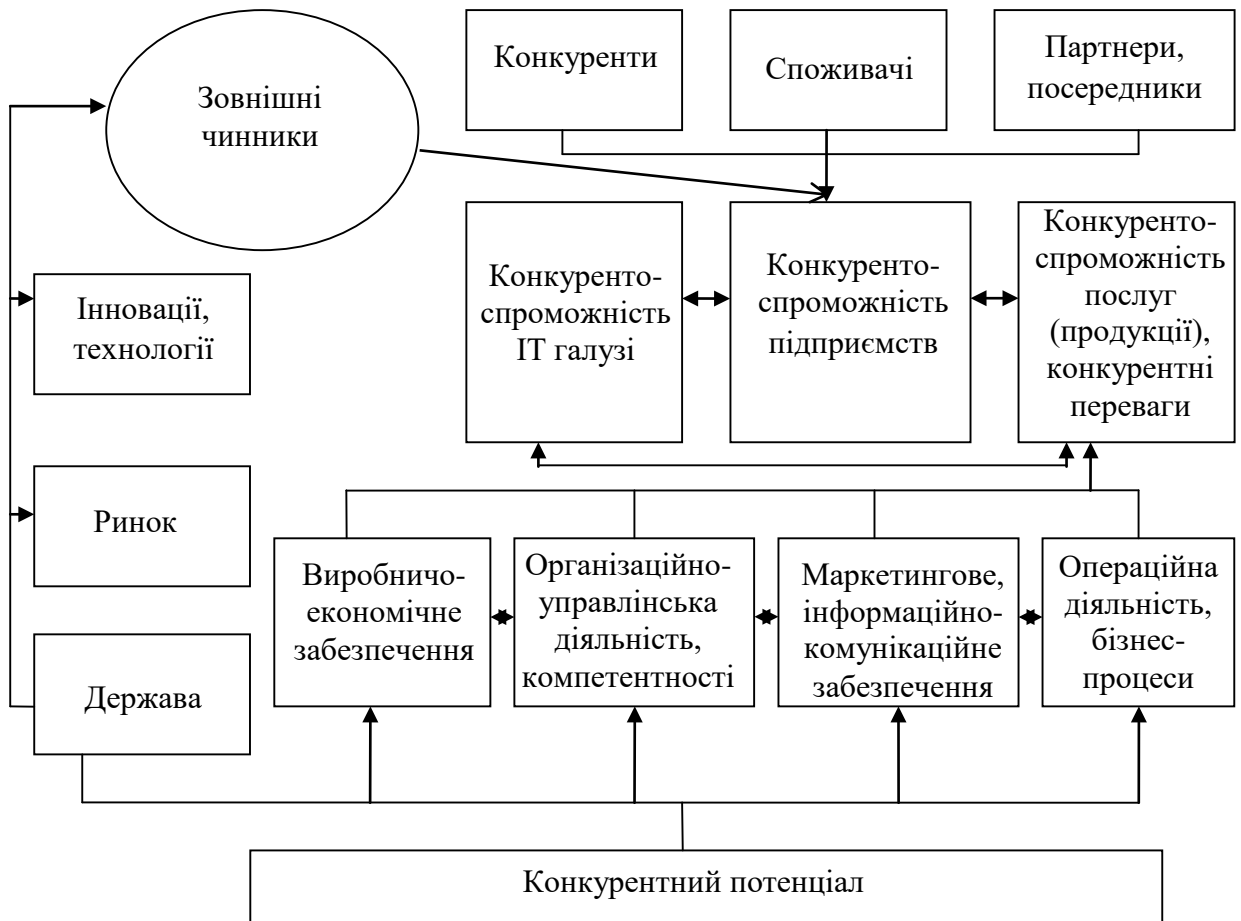 Зовнішні
чинники
Конкуренти
Споживачі
Партнери,
посередники
Інновації,
технології
Ринок
Держава
Конкуренто-
спроможність
ІТ галузі
Конкуренто-
спроможність
підприємств
Конкуренто-
спроможність
послуг
(продукції),
конкурентні
переваги
Виробничо-
економічне
забезпечення
Організаційно-
управлінська
діяльність,
компетентності
Маркетингове,
інформаційно-
комунікаційне
забезпечення
Операційна
діяльність,
бізнес-
процеси
Конкурентний потенціал